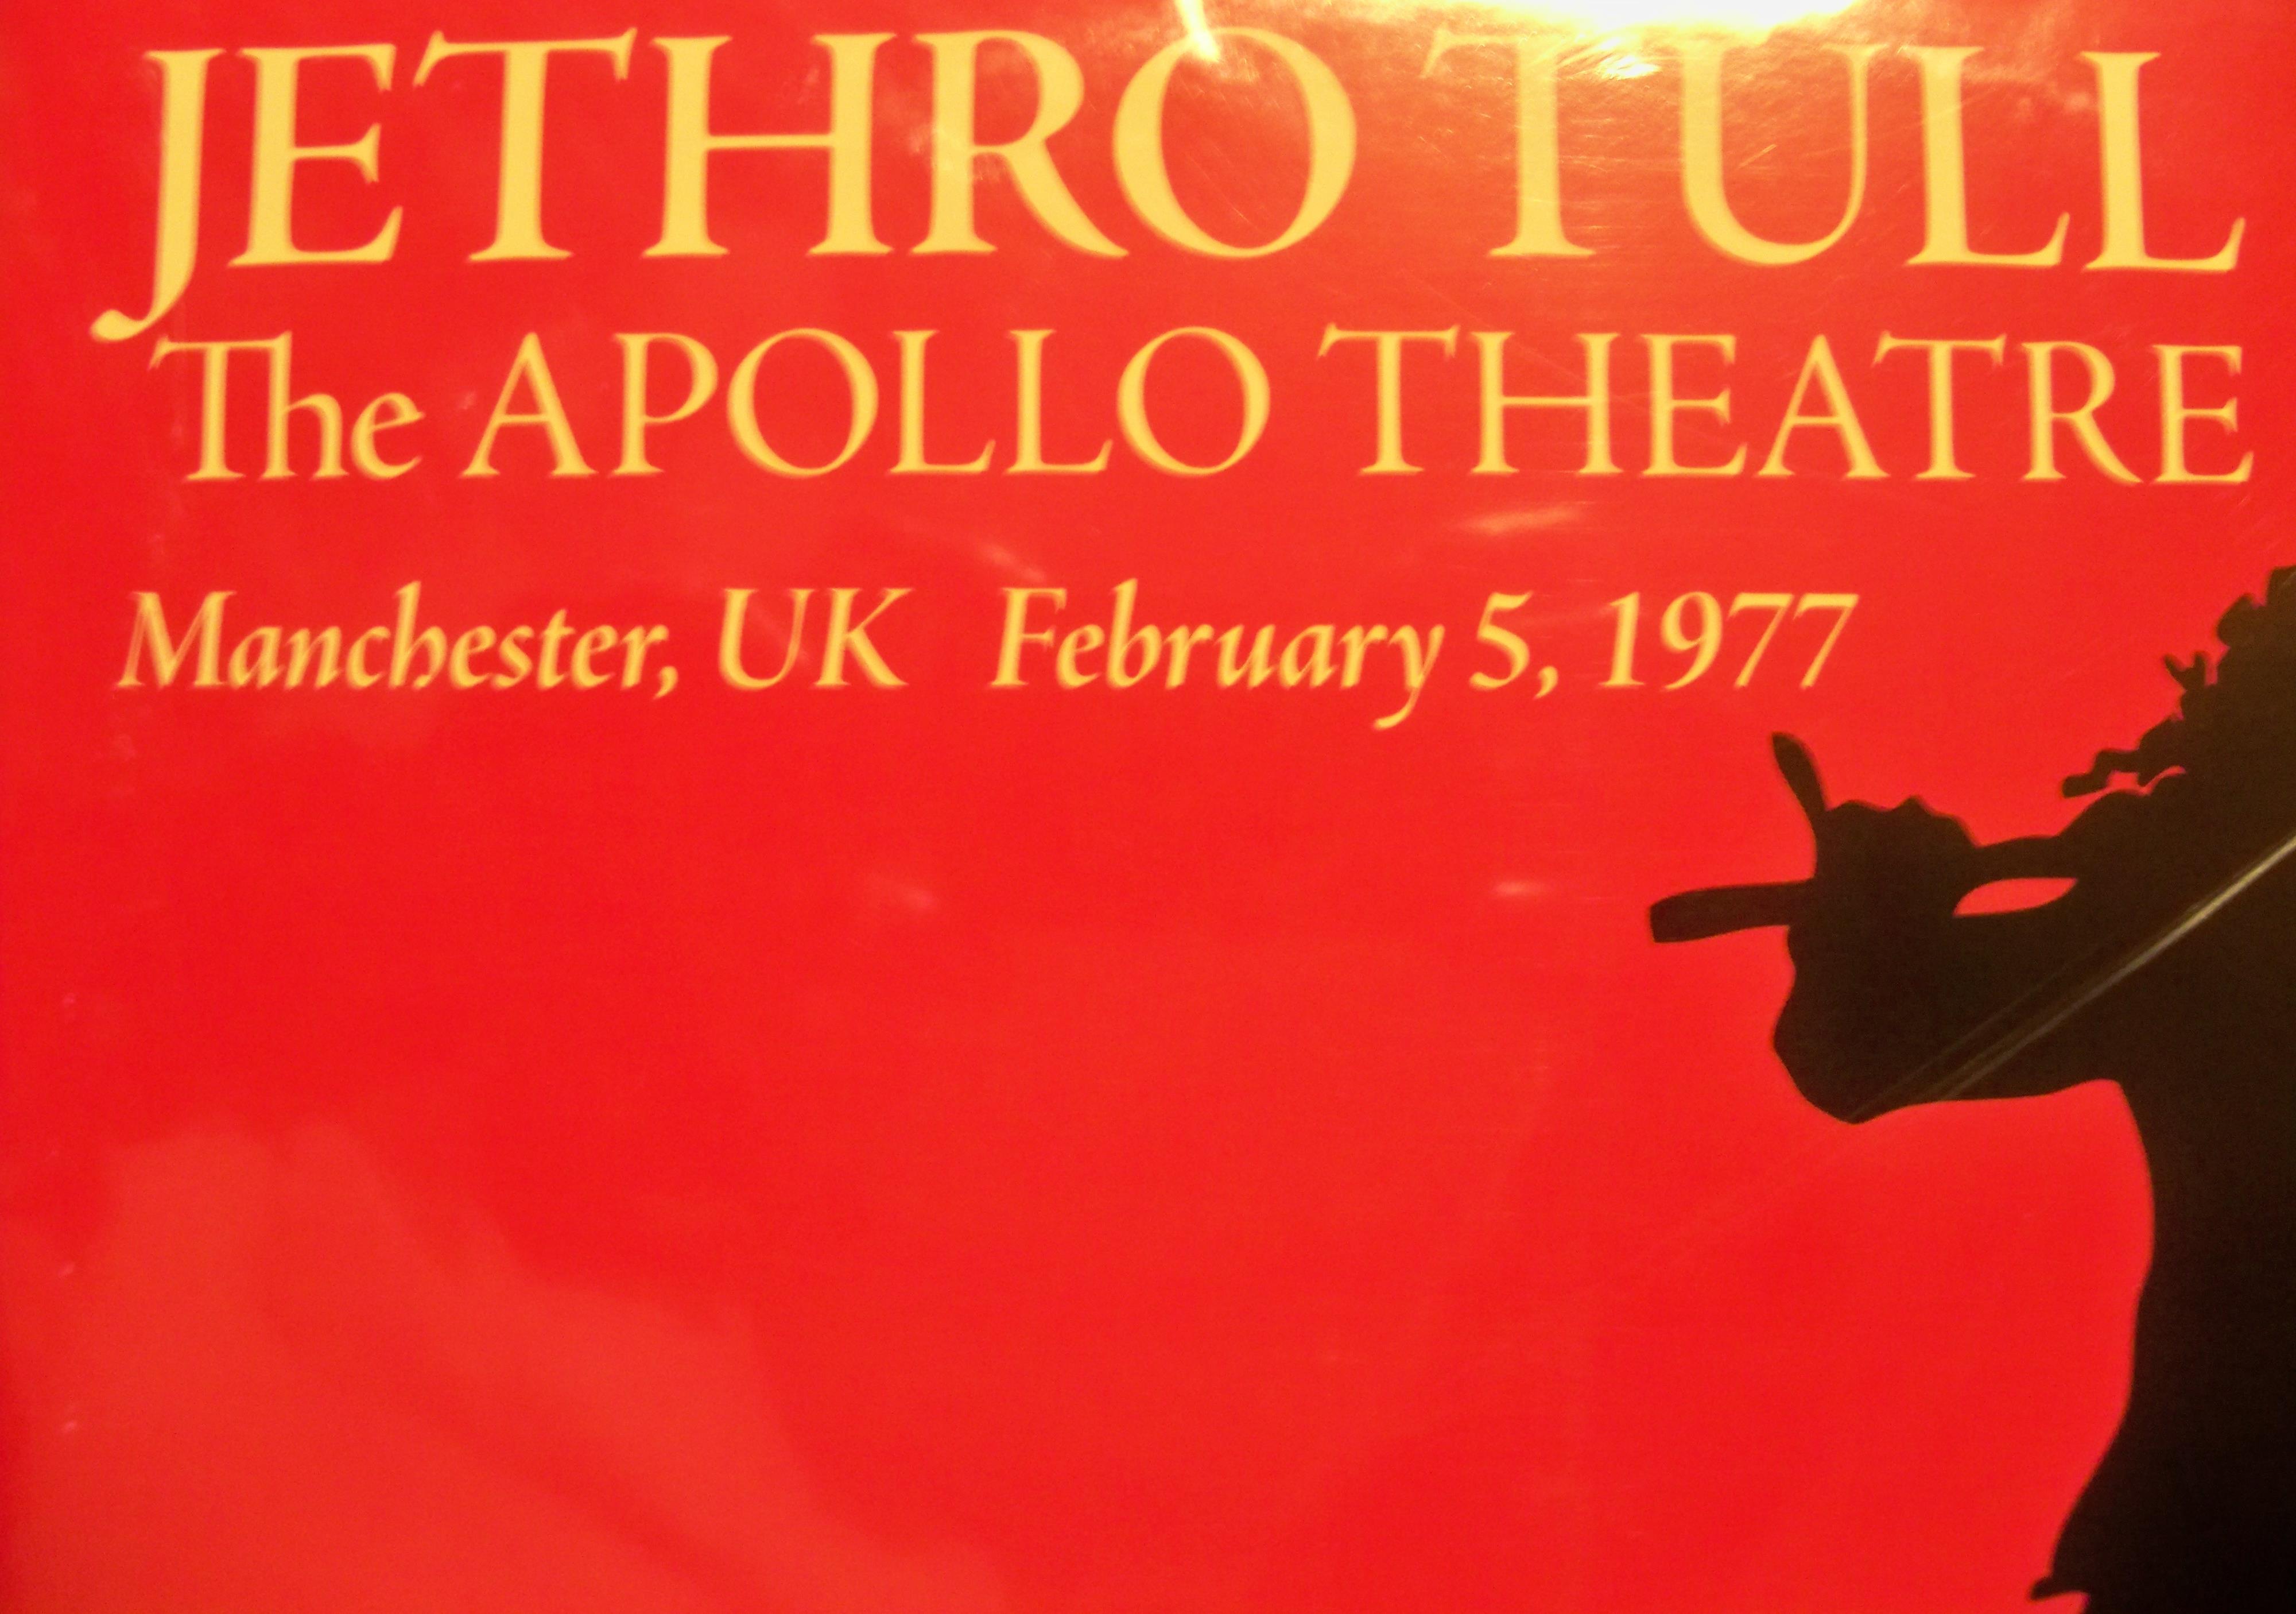 JETHRO TULL
The APOLLO THEATRE
Manchester, UK February 5, 1977